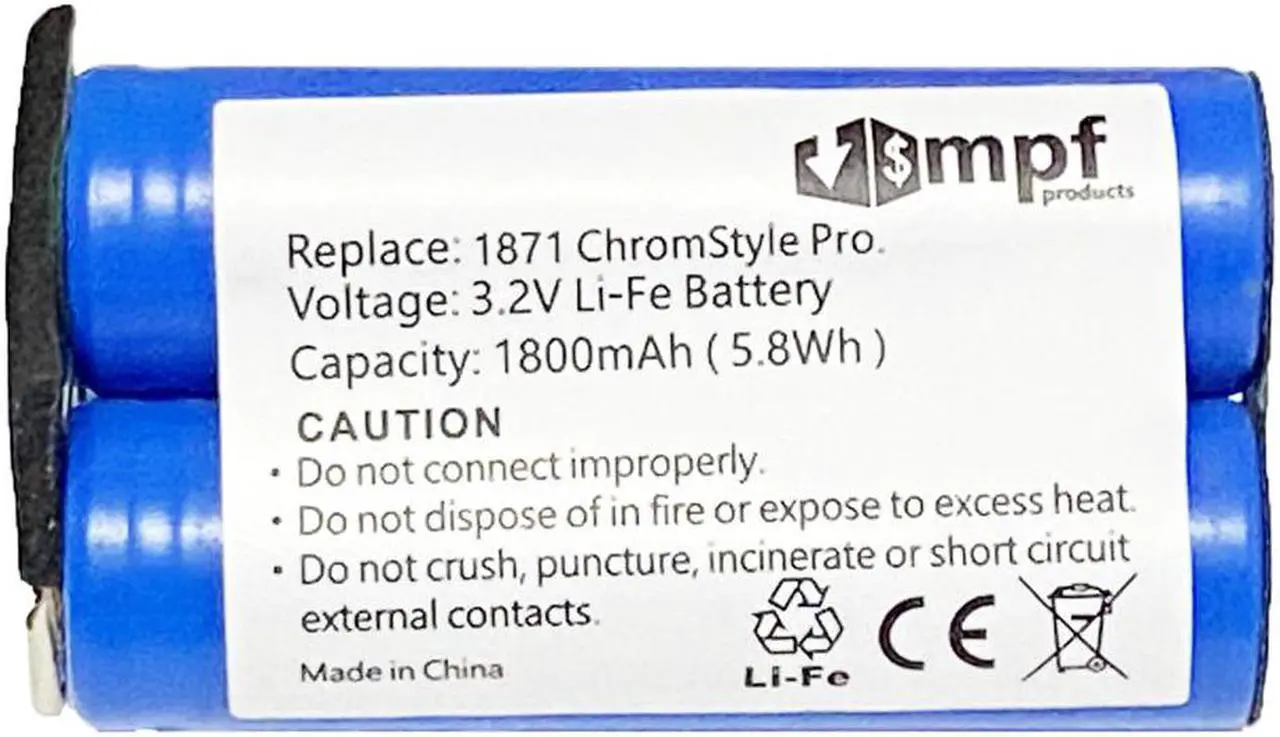 $mpf
products
Replace: 1871 ChromStyle Pro.
Voltage: 3.2V Li-Fe Battery
Capacity: 1800mAh ( 5.8Wh )
CAUTION
· Do not connect improperly.
· Do not dispose of in fire or expose to excess heat.
· Do not crush, puncture, incinerate or short circuit
external contacts.
Made in China
Li-Fe
CE